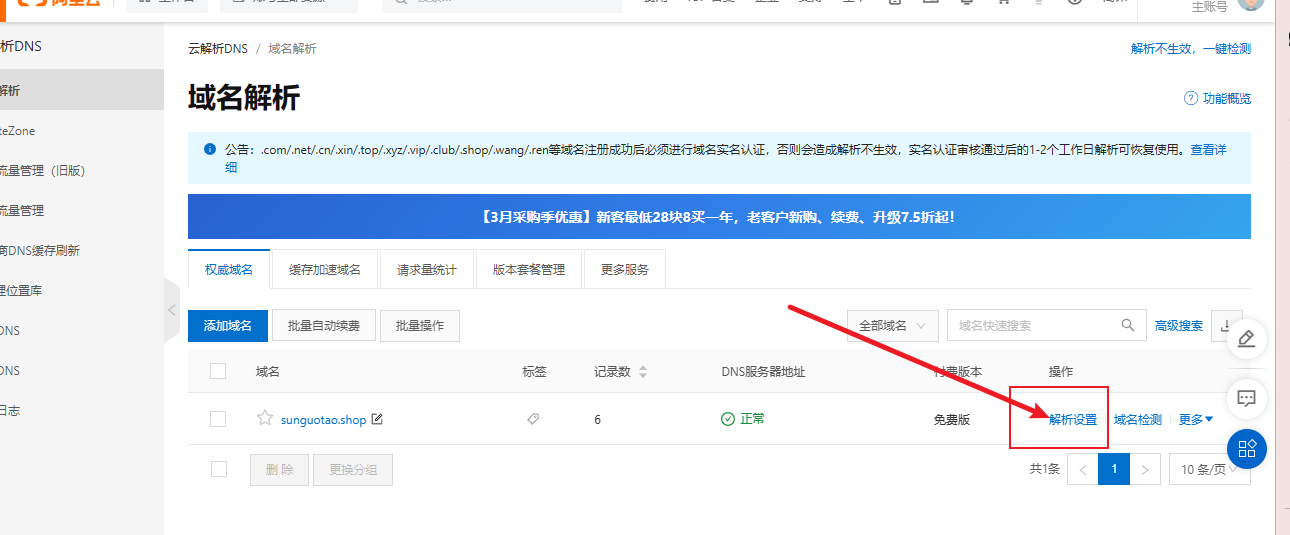 阿里云
主账号
析DNS
云解析DNS / 域名解析
解析不生效，一键检测
解析
域名解析
功能概览
teZone
公告：.com/.net/.cn/.xin/.top/.xyz/.vip/.club/.shop/.wang/.ren等域名注册成功后必须进行域名实名认证，否则会造成解析不生效，实名认证审核通过后的1-2个工作日解析可恢复使用。查看详
细
流量管理（旧版）
流量管理
【3月采购季优惠】新客最低28块8买一年，老客户新购、续费、升级7.5折起！
商DNS缓存刷新
权威域名 缓存加速域名 请求量统计 版本套餐管理 更多服务
理位置库
DNS
添加域名 批量自动续费 批量操作 全部域名 域名快速搜索 高级搜索
DNS
域名 标签 记录数 DNS服务器地址 付费版本 操作
日志
sunguotao.shop 6 正常 免费版 解析设置 域名检测 更多
删 除 更换分组 共1条 < 1 > 10 条/页